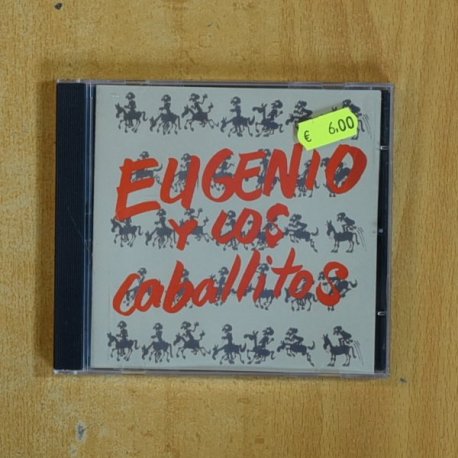 € 6,00
EUGENIO
Y LOS
caballitos